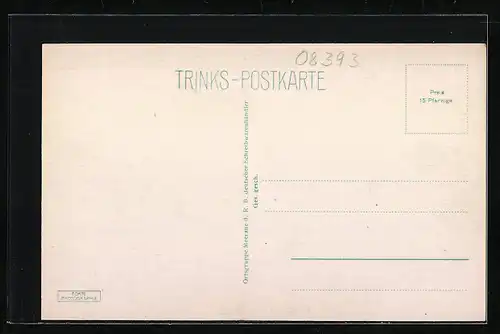 08393
TRINKS-POSTKARTE
Preis
15 Pfennige
Ortsgruppe Meerane d. R. B. deutscher Schreibwarenhändler
Ges. gesch.